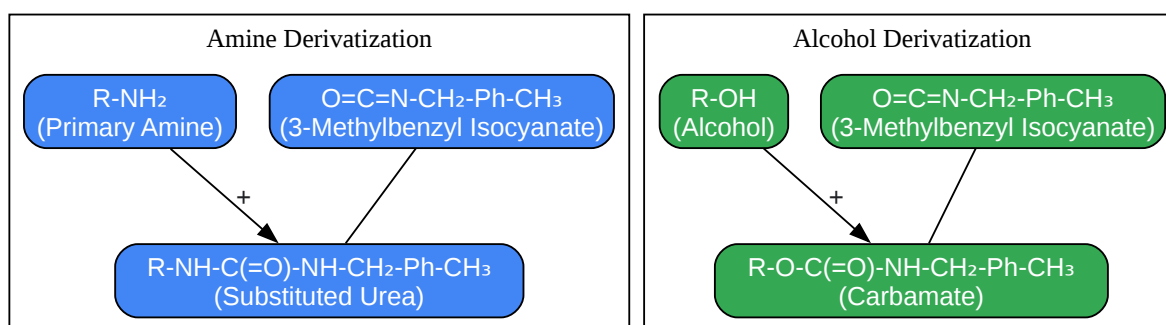 Amine Derivatization
R-NH₂
(Primary Amine)
O=C=N-CH₂-Ph-CH₃
(3-Methylbenzyl Isocyanate)
+
R-NH-C(=O)-NH-CH₂-Ph-CH₃
(Substituted Urea)
Alcohol Derivatization
R-OH
(Alcohol)
O=C=N-CH₂-Ph-CH₃
(3-Methylbenzyl Isocyanate)
+
R-O-C(=O)-NH-CH₂-Ph-CH₃
(Carbamate)